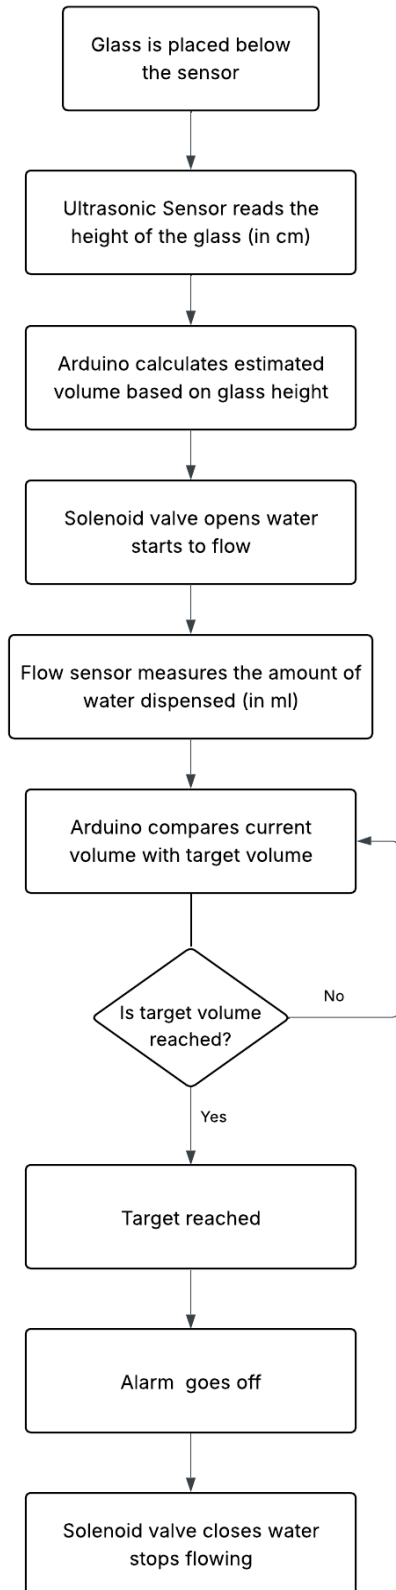 Glass is placed below
the sensor
Ultrasonic Sensor reads the
height of the glass (in cm)
Arduino calculates estimated
volume based on glass height
Solenoid valve opens water
starts to flow
Flow sensor measures the amount of
water dispensed (in ml)
Arduino compares current
volume with target volume
Is target volume
reached?
No
Yes
Target reached
Alarm  goes off
Solenoid valve closes water
stops flowing